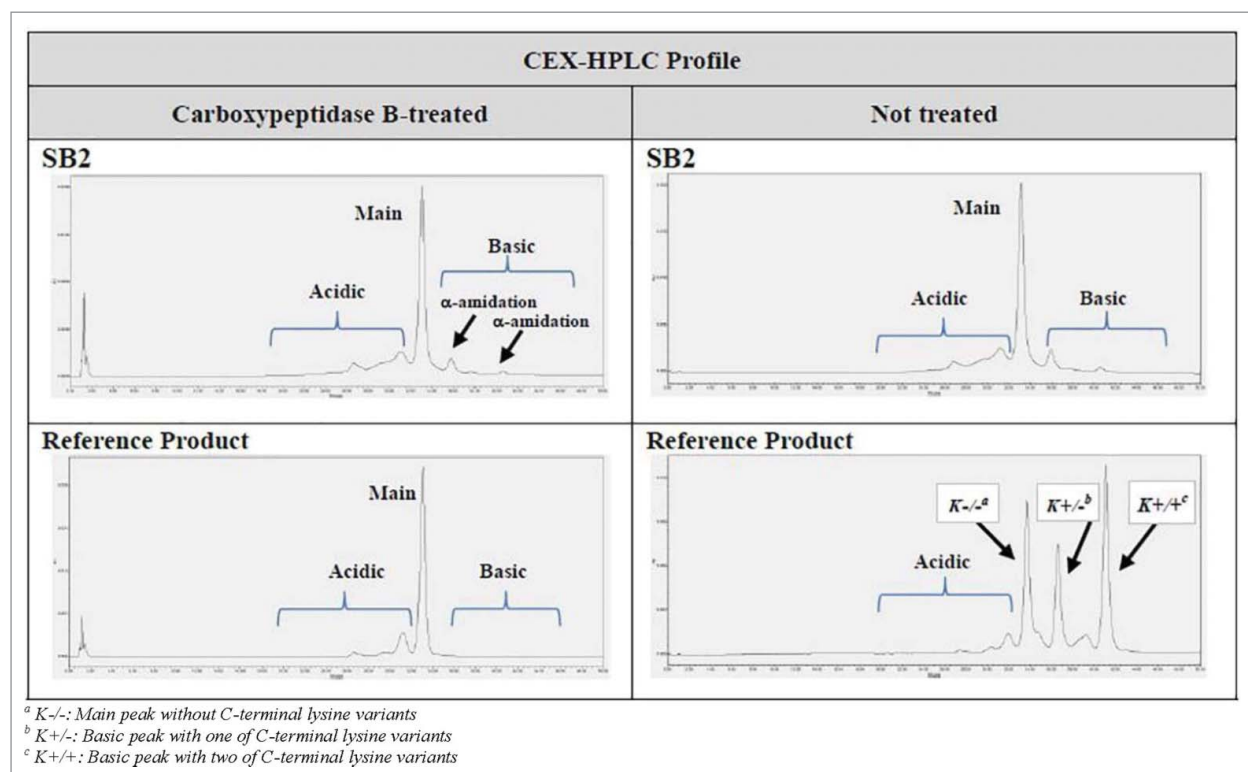 CEX-HPLC Profile
Carboxypeptidase B-treated
Not treated
SB2
Main
Basic
Acidic
α-amidation
α-amidation
SB2
Main
Acidic
Basic
Reference Product
Main
Acidic
Basic
Reference Product
K-/-a
K+/-b
K+/+c
Acidic
a K-/-: Main peak without C-terminal lysine variants
b K+/-: Basic peak with one of C-terminal lysine variants
c K+/+: Basic peak with two of C-terminal lysine variants